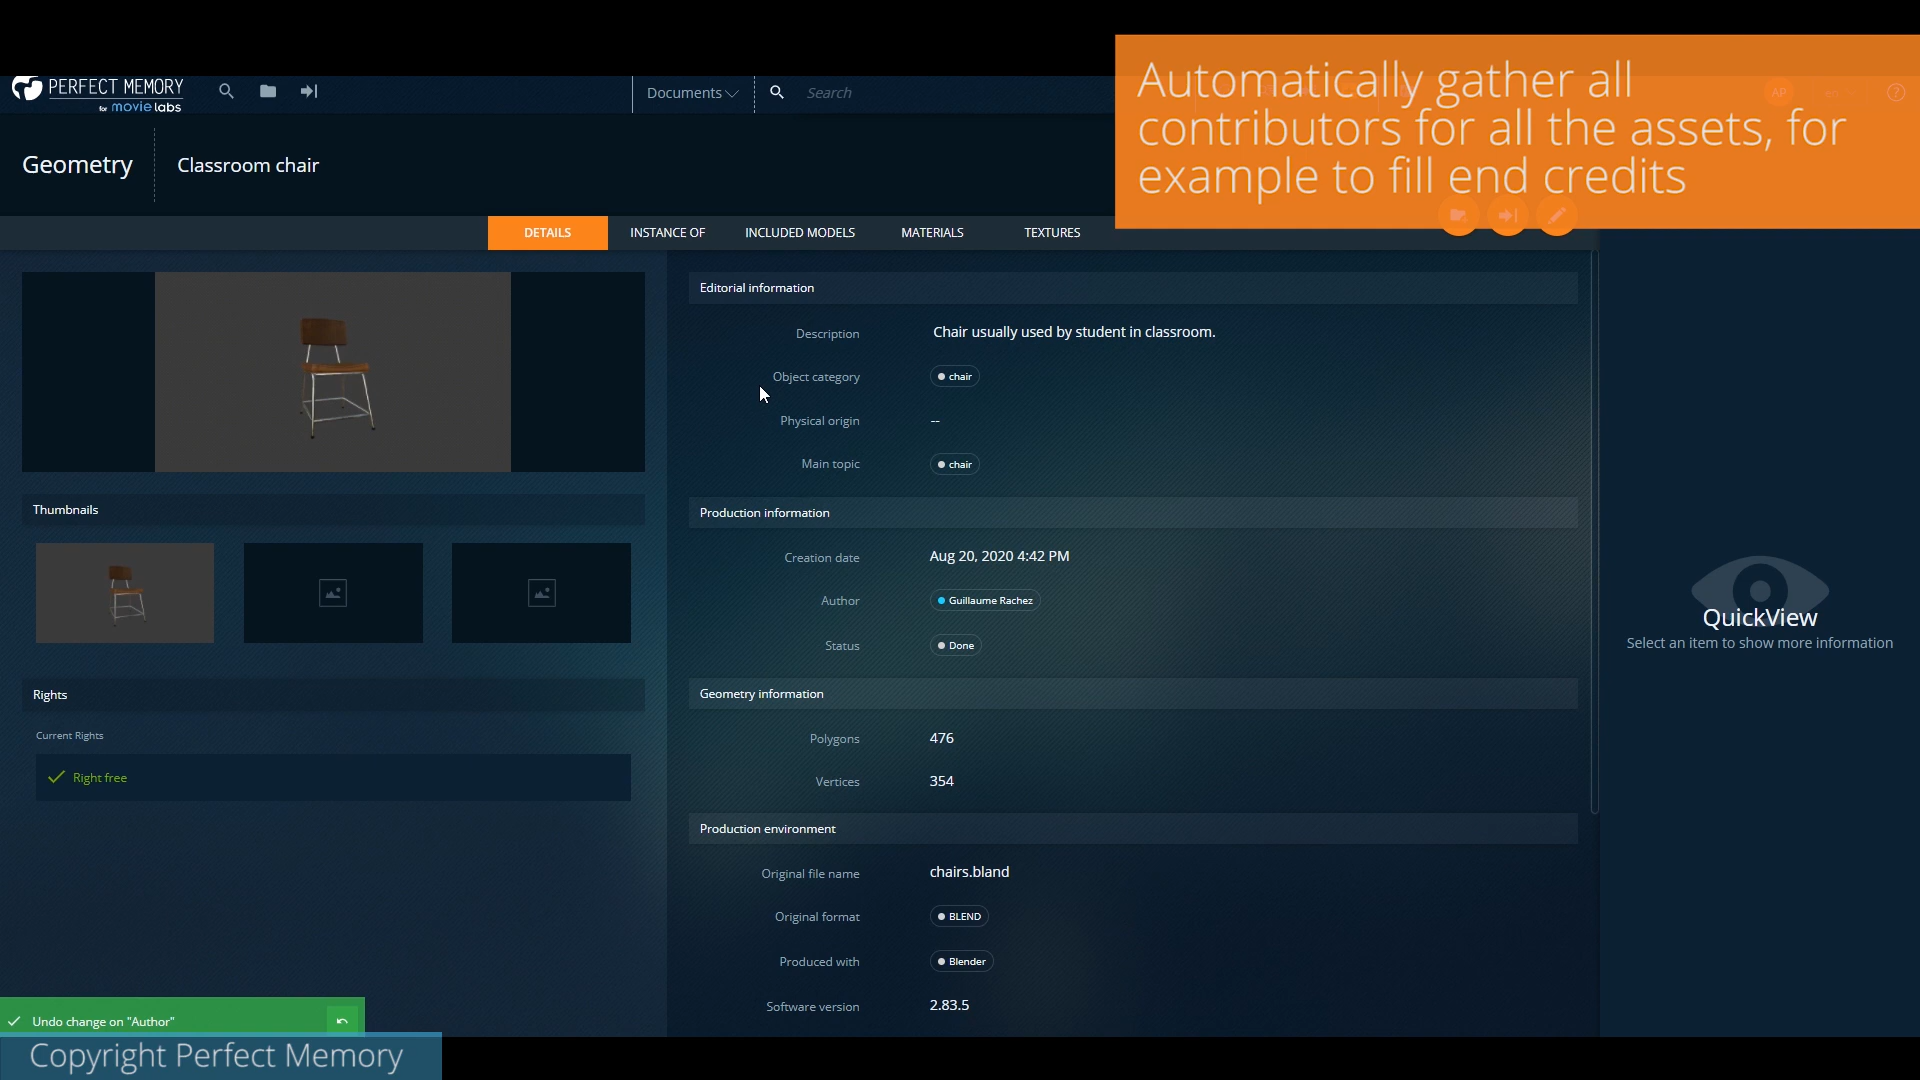 PERFECT MEMORY
for movielabs
Documents
Search
Automatically gather all
contributors for all the assets, for
example to fill end credits
AP
en
Geometry
Classroom chair
DETAILS
INSTANCE OF
INCLUDED MODELS
MATERIALS
TEXTURES
Thumbnails
Rights
Current Rights
Right free
Editorial information
Description Chair usually used by student in classroom.
Object category chair
Physical origin --
Main topic chair
Production information
Creation date Aug 20, 2020 4:42 PM
Author Guillaume Rachez
Status Done
Geometry information
Polygons 476
Vertices 354
Production environment
Original file name chairs.bland
Original format BLEND
Produced with Blender
Software version 2.83.5
QuickView
Select an item to show more information
Undo change on "Author"
Copyright Perfect Memory